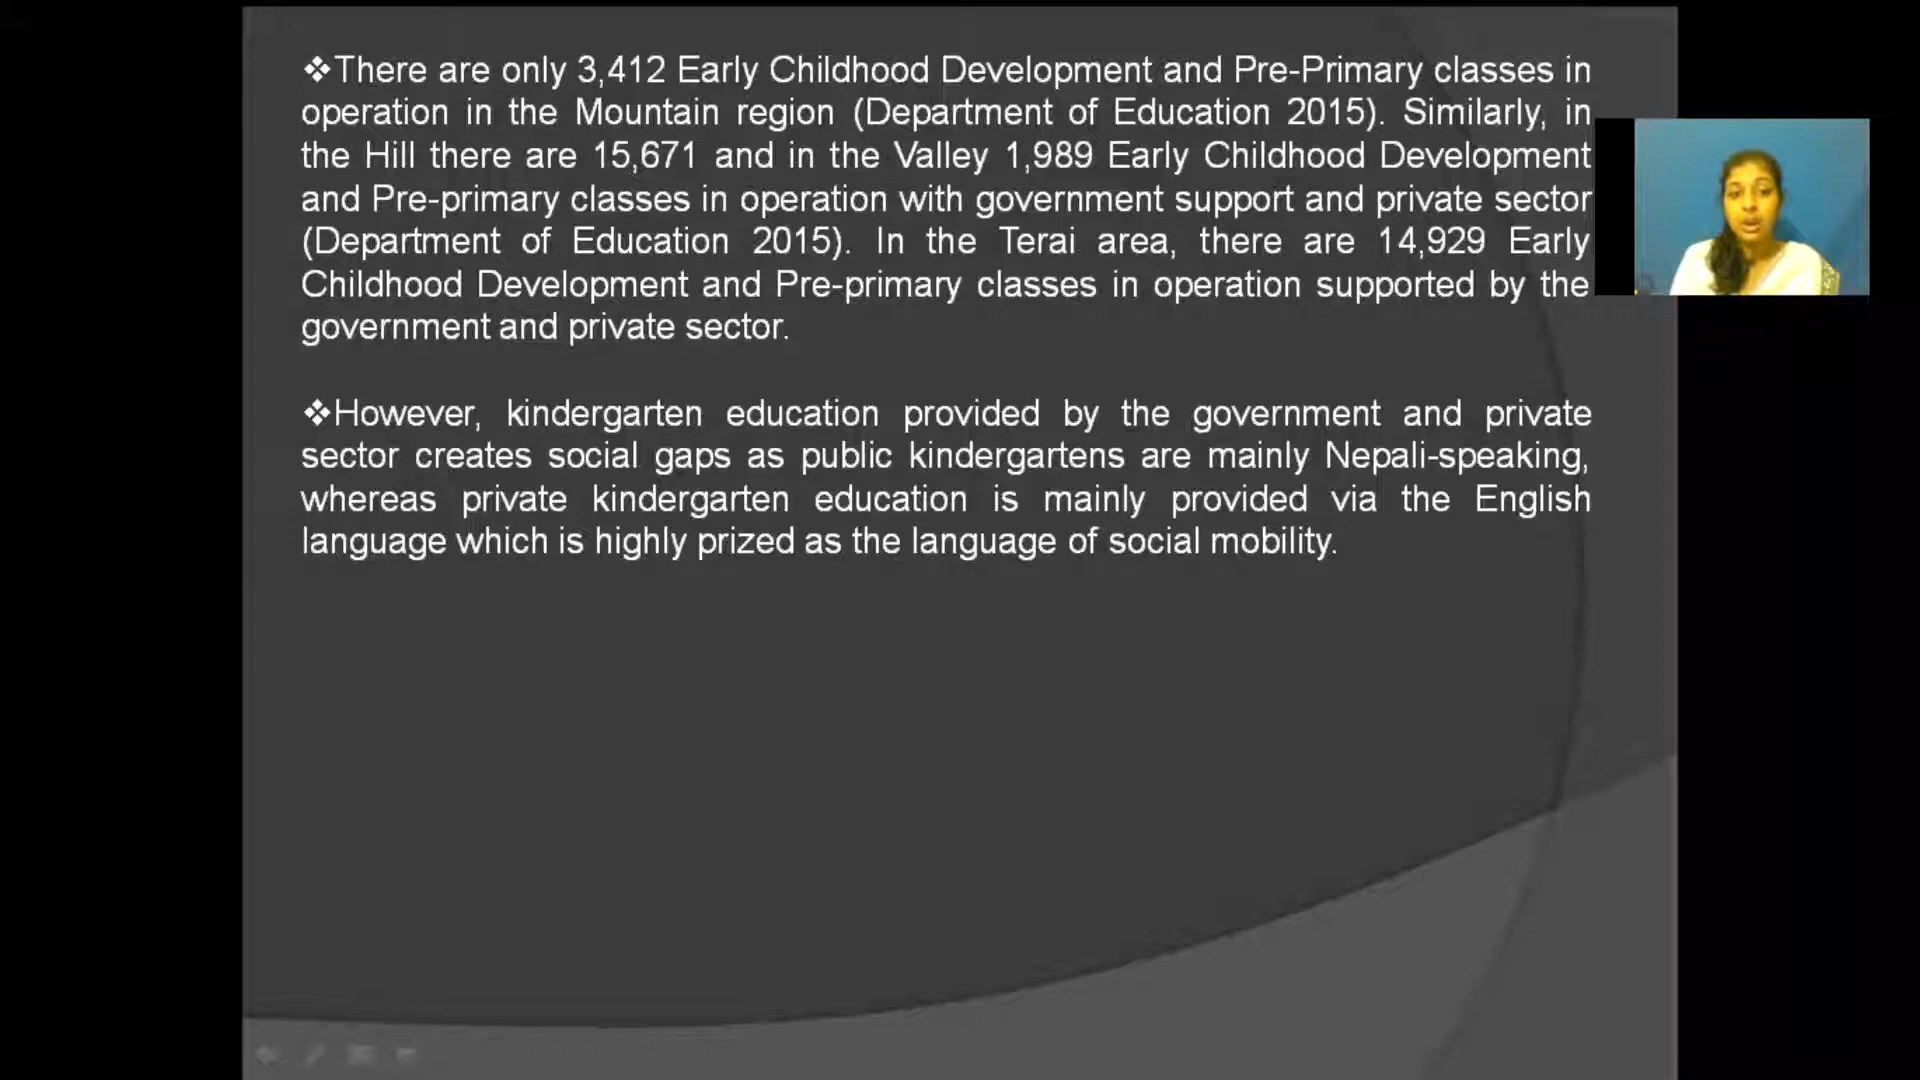 ❖There are only 3,412 Early Childhood Development and Pre-Primary classes in
operation in the Mountain region (Department of Education 2015). Similarly, in
the Hill there are 15,671 and in the Valley 1,989 Early Childhood Development
and Pre-primary classes in operation with government support and private sector
(Department of Education 2015). In the Terai area, there are 14,929 Early
Childhood Development and Pre-primary classes in operation supported by the
government and private sector.
❖However, kindergarten education provided by the government and private
sector creates social gaps as public kindergartens are mainly Nepali-speaking,
whereas private kindergarten education is mainly provided via the English
language which is highly prized as the language of social mobility.